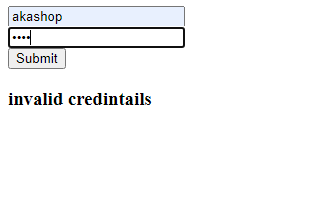 akashop
••••
Submit
invalid credintails